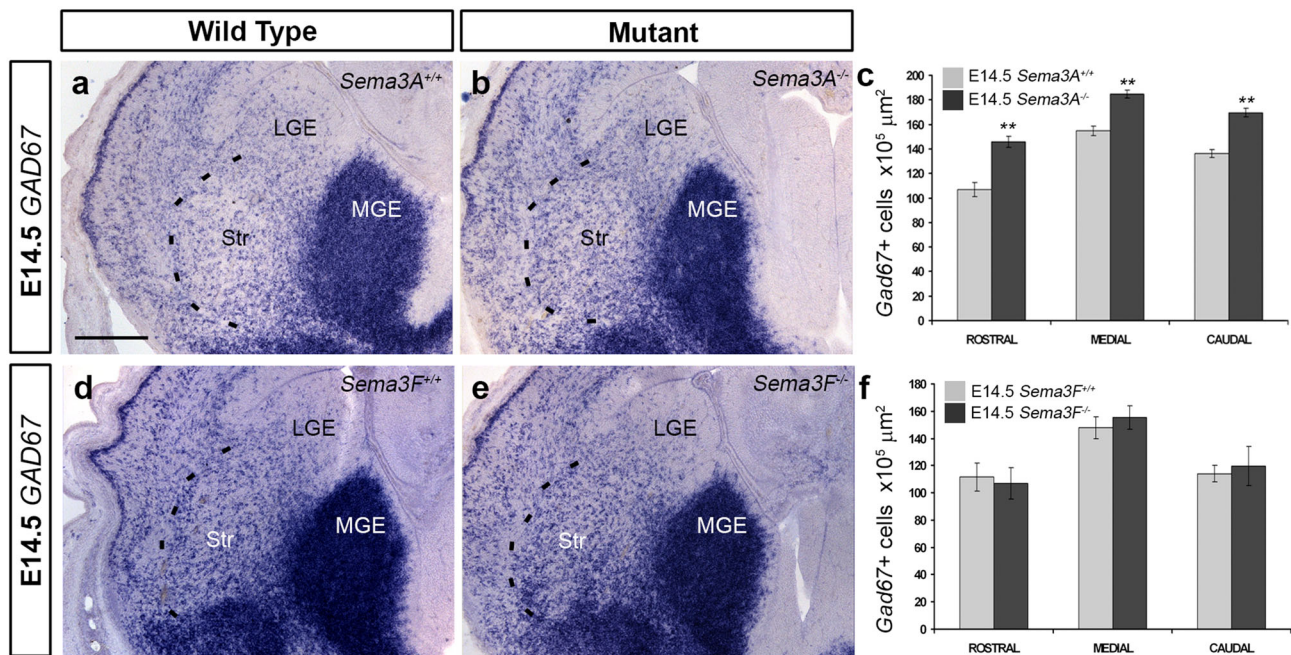 Wild Type
Mutant
E14.5 GAD67
a
Sema3A+/+
LGE
MGE
Str
b
Sema3A-/-
LGE
MGE
Str
c
E14.5 Sema3A+/+
E14.5 Sema3A-/-
Gad67+ cells x10⁵ μm²
200
180
160
140
120
100
80
60
40
20
0
**
**
**
ROSTRAL
MEDIAL
CAUDAL
E14.5 GAD67
d
Sema3F+/+
LGE
MGE
Str
e
Sema3F-/-
LGE
MGE
Str
f
E14.5 Sema3F+/+
E14.5 Sema3F-/-
Gad67+ cells x10⁵ μm²
180
160
140
120
100
80
60
40
20
0
ROSTRAL
MEDIAL
CAUDAL